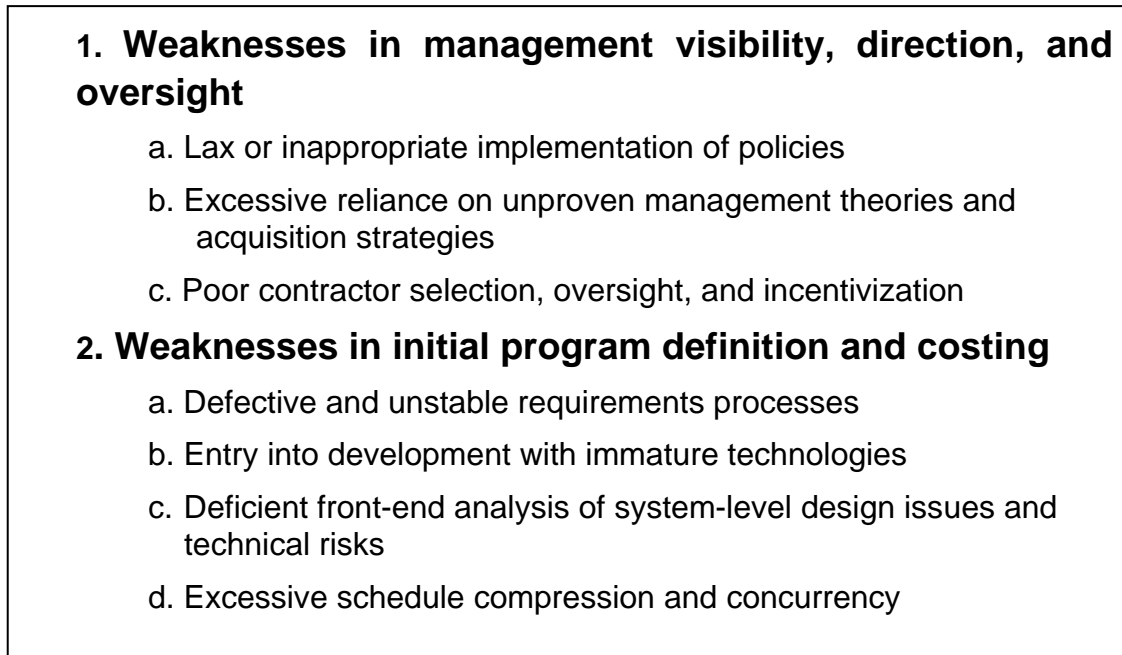 1. Weaknesses in management visibility, direction, and
oversight
a. Lax or inappropriate implementation of policies
b. Excessive reliance on unproven management theories and
acquisition strategies
c. Poor contractor selection, oversight, and incentivization
2. Weaknesses in initial program definition and costing
a. Defective and unstable requirements processes
b. Entry into development with immature technologies
c. Deficient front-end analysis of system-level design issues and
technical risks
d. Excessive schedule compression and concurrency